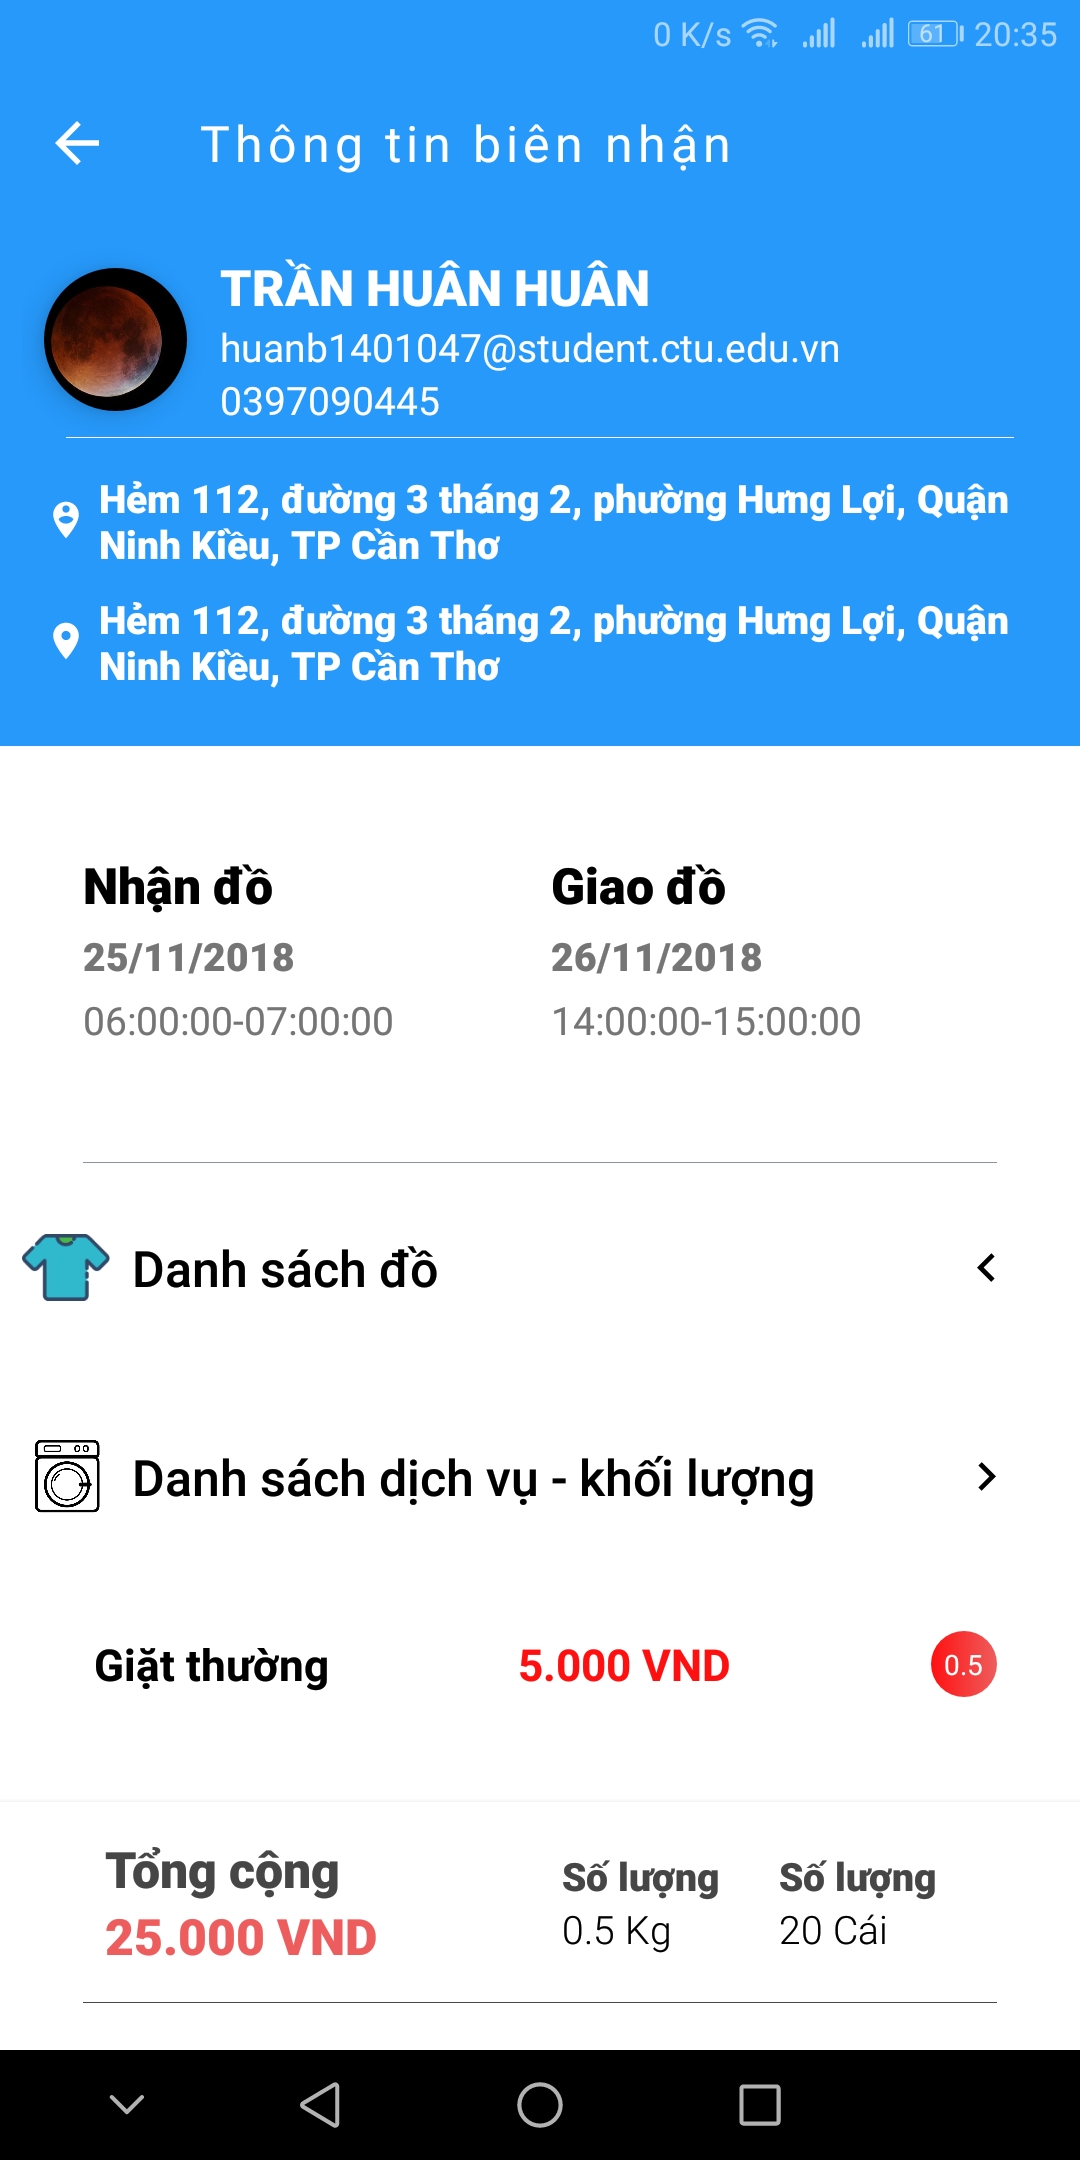 0 K/s 61 20:35
Thông tin biên nhận
TRẦN HUÂN HUÂN
huanb1401047@student.ctu.edu.vn
0397090445
Hẻm 112, đường 3 tháng 2, phường Hưng Lợi, Quận
Ninh Kiều, TP Cần Thơ
Hẻm 112, đường 3 tháng 2, phường Hưng Lợi, Quận
Ninh Kiều, TP Cần Thơ
Nhận đồ
25/11/2018
06:00:00-07:00:00
Giao đồ
26/11/2018
14:00:00-15:00:00
Danh sách đồ
Danh sách dịch vụ - khối lượng
Giặt thường 5.000 VND 0.5
Tổng cộng
25.000 VND
Số lượng
0.5 Kg
Số lượng
20 Cái